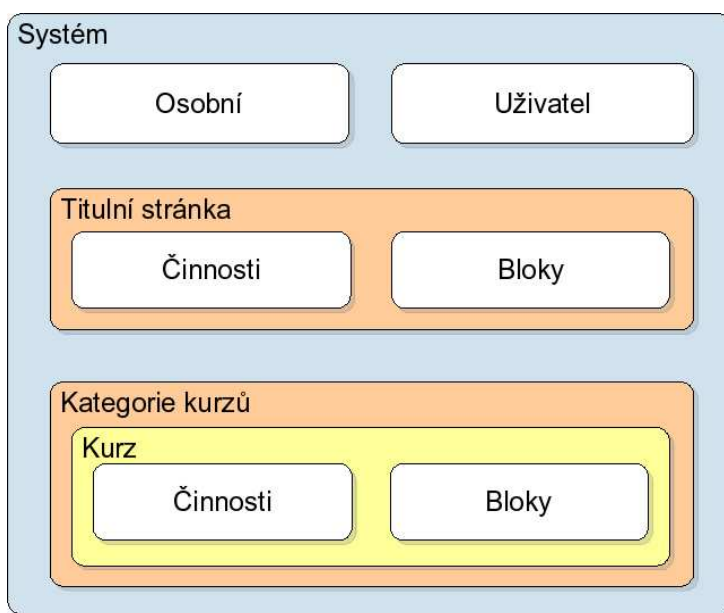 Systém
Osobní
Uživatel
Titulní stránka
Činnosti
Bloky
Kategorie kurzů
Kurz
Činnosti
Bloky